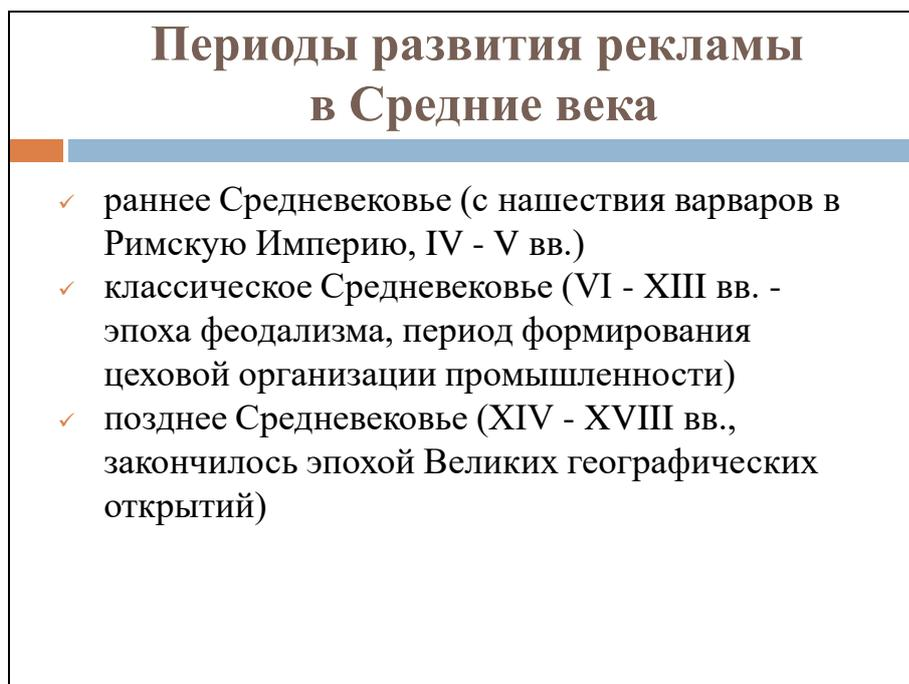 Периоды развития рекламы
в Средние века
раннее Средневековье (с нашествия варваров в
Римскую Империю, IV - V вв.)
классическое Средневековье (VI - XIII вв. -
эпоха феодализма, период формирования
цеховой организации промышленности)
позднее Средневековье (XIV - XVIII вв.,
закончилось эпохой Великих географических
открытий)